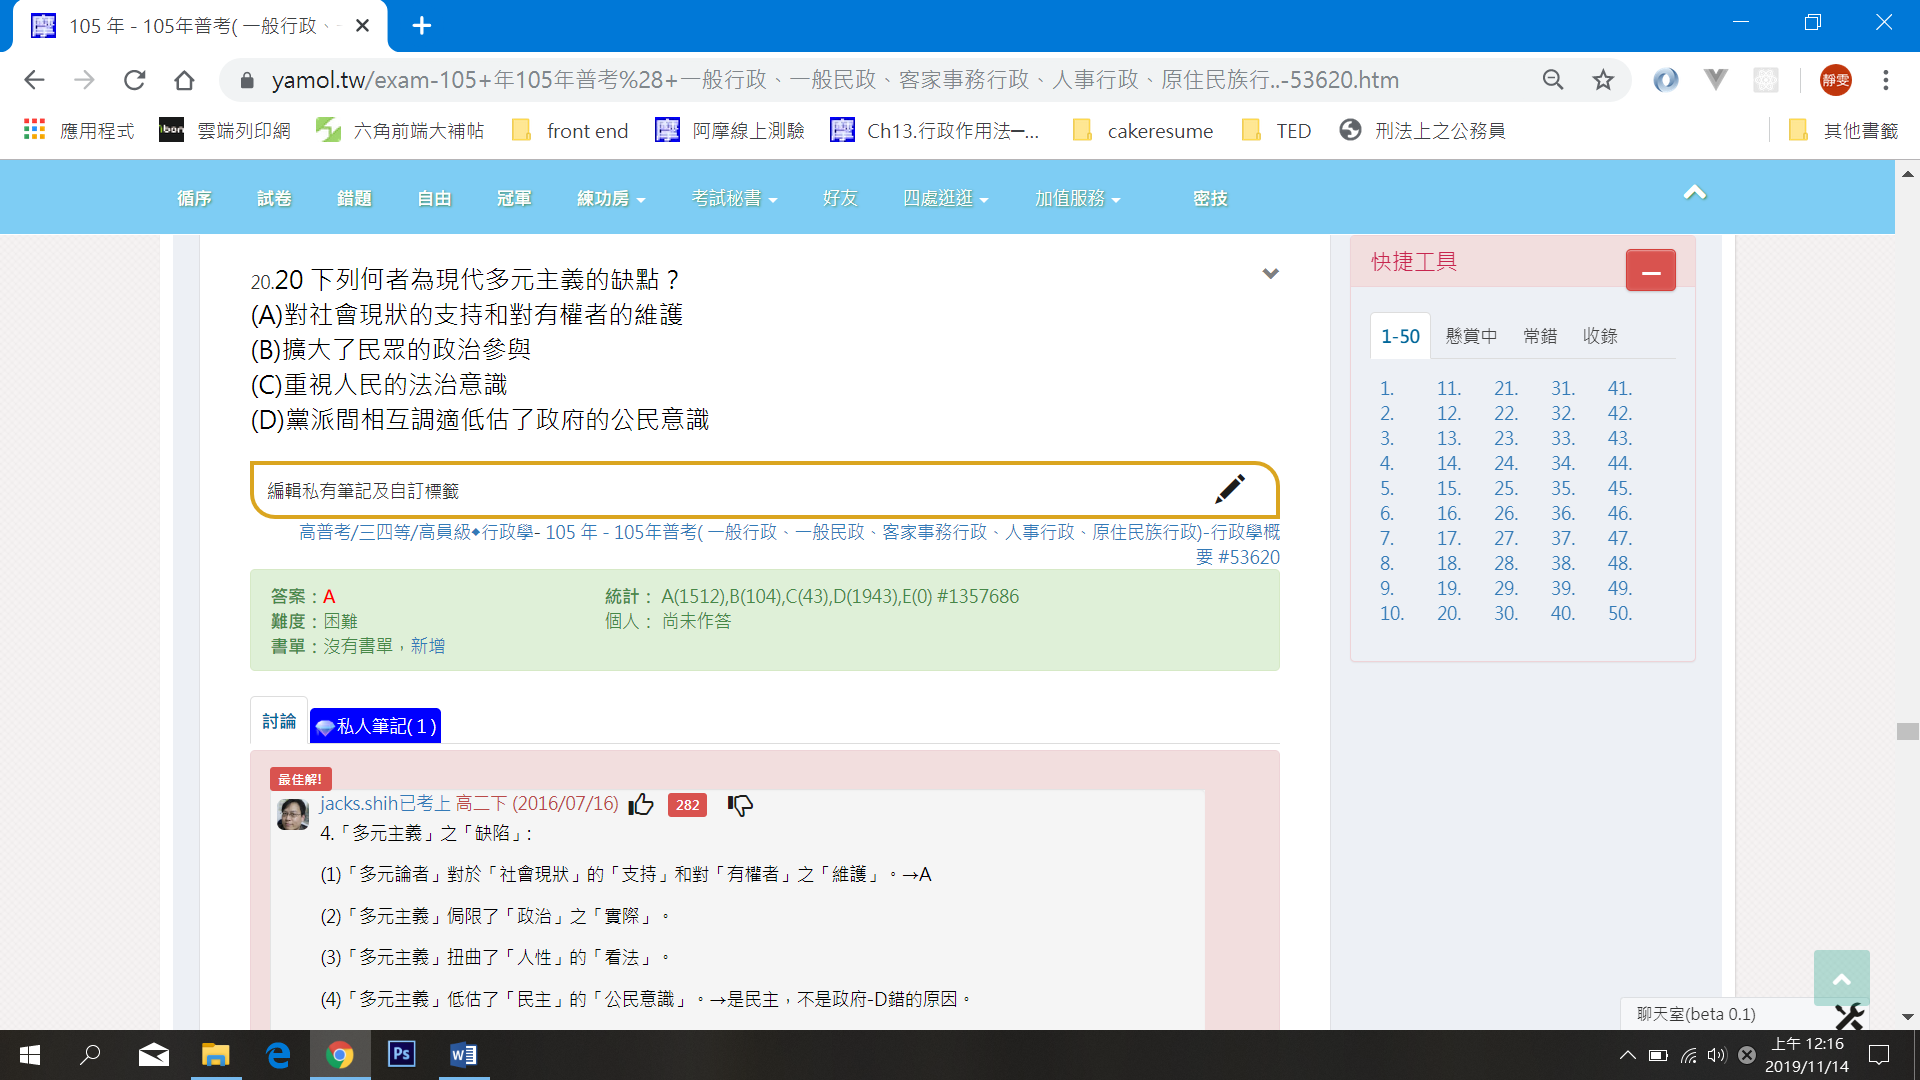 105 年 - 105年普考( 一般行政、
yamol.tw/exam-105+年105年普考%28+一般行政、一般民政、客家事務行政、人事行政、原住民族行..-53620.htm
靜雯
應用程式
ibon
雲端列印網
六角前端大補帖
front end
摩
阿摩線上測驗
摩
Ch13.行政作用法—...
cakeresume
TED
刑法上之公務員
其他書籤
循序
試卷
錯題
自由
冠軍
練功房
考試秘書
好友
四處逛逛
加值服務
密技
20.20 下列何者為現代多元主義的缺點？
(A)對社會現狀的支持和對有權者的維護
(B)擴大了民眾的政治參與
(C)重視人民的法治意識
(D)黨派間相互調適低估了政府的公民意識
編輯私有筆記及自訂標籤
高普考/三四等/高員級◆行政學- 105 年 - 105年普考( 一般行政、一般民政、客家事務行政、人事行政、原住民族行政)-行政學概
要 #53620
答案：A
統計： A(1512),B(104),C(43),D(1943),E(0) #1357686
難度：困難
個人： 尚未作答
書單：沒有書單，新增
討論
私人筆記( 1 )
最佳解!
jacks.shih已考上 高二下 (2016/07/16)
282
4.「多元主義」之「缺陷」:
(1)「多元論者」對於「社會現狀」的「支持」和對「有權者」之「維護」。→A
(2)「多元主義」侷限了「政治」之「實際」。
(3)「多元主義」扭曲了「人性」的「看法」。
(4)「多元主義」低估了「民主」的「公民意識」。→是民主，不是政府-D錯的原因。
快捷工具
1-50
懸賞中
常錯
收錄
1. 11. 21. 31. 41.
2. 12. 22. 32. 42.
3. 13. 23. 33. 43.
4. 14. 24. 34. 44.
5. 15. 25. 35. 45.
6. 16. 26. 36. 46.
7. 17. 27. 37. 47.
8. 18. 28. 38. 48.
9. 19. 29. 39. 49.
10. 20. 30. 40. 50.
聊天室(beta 0.1)
Ps
上午 12:16
2019/11/14